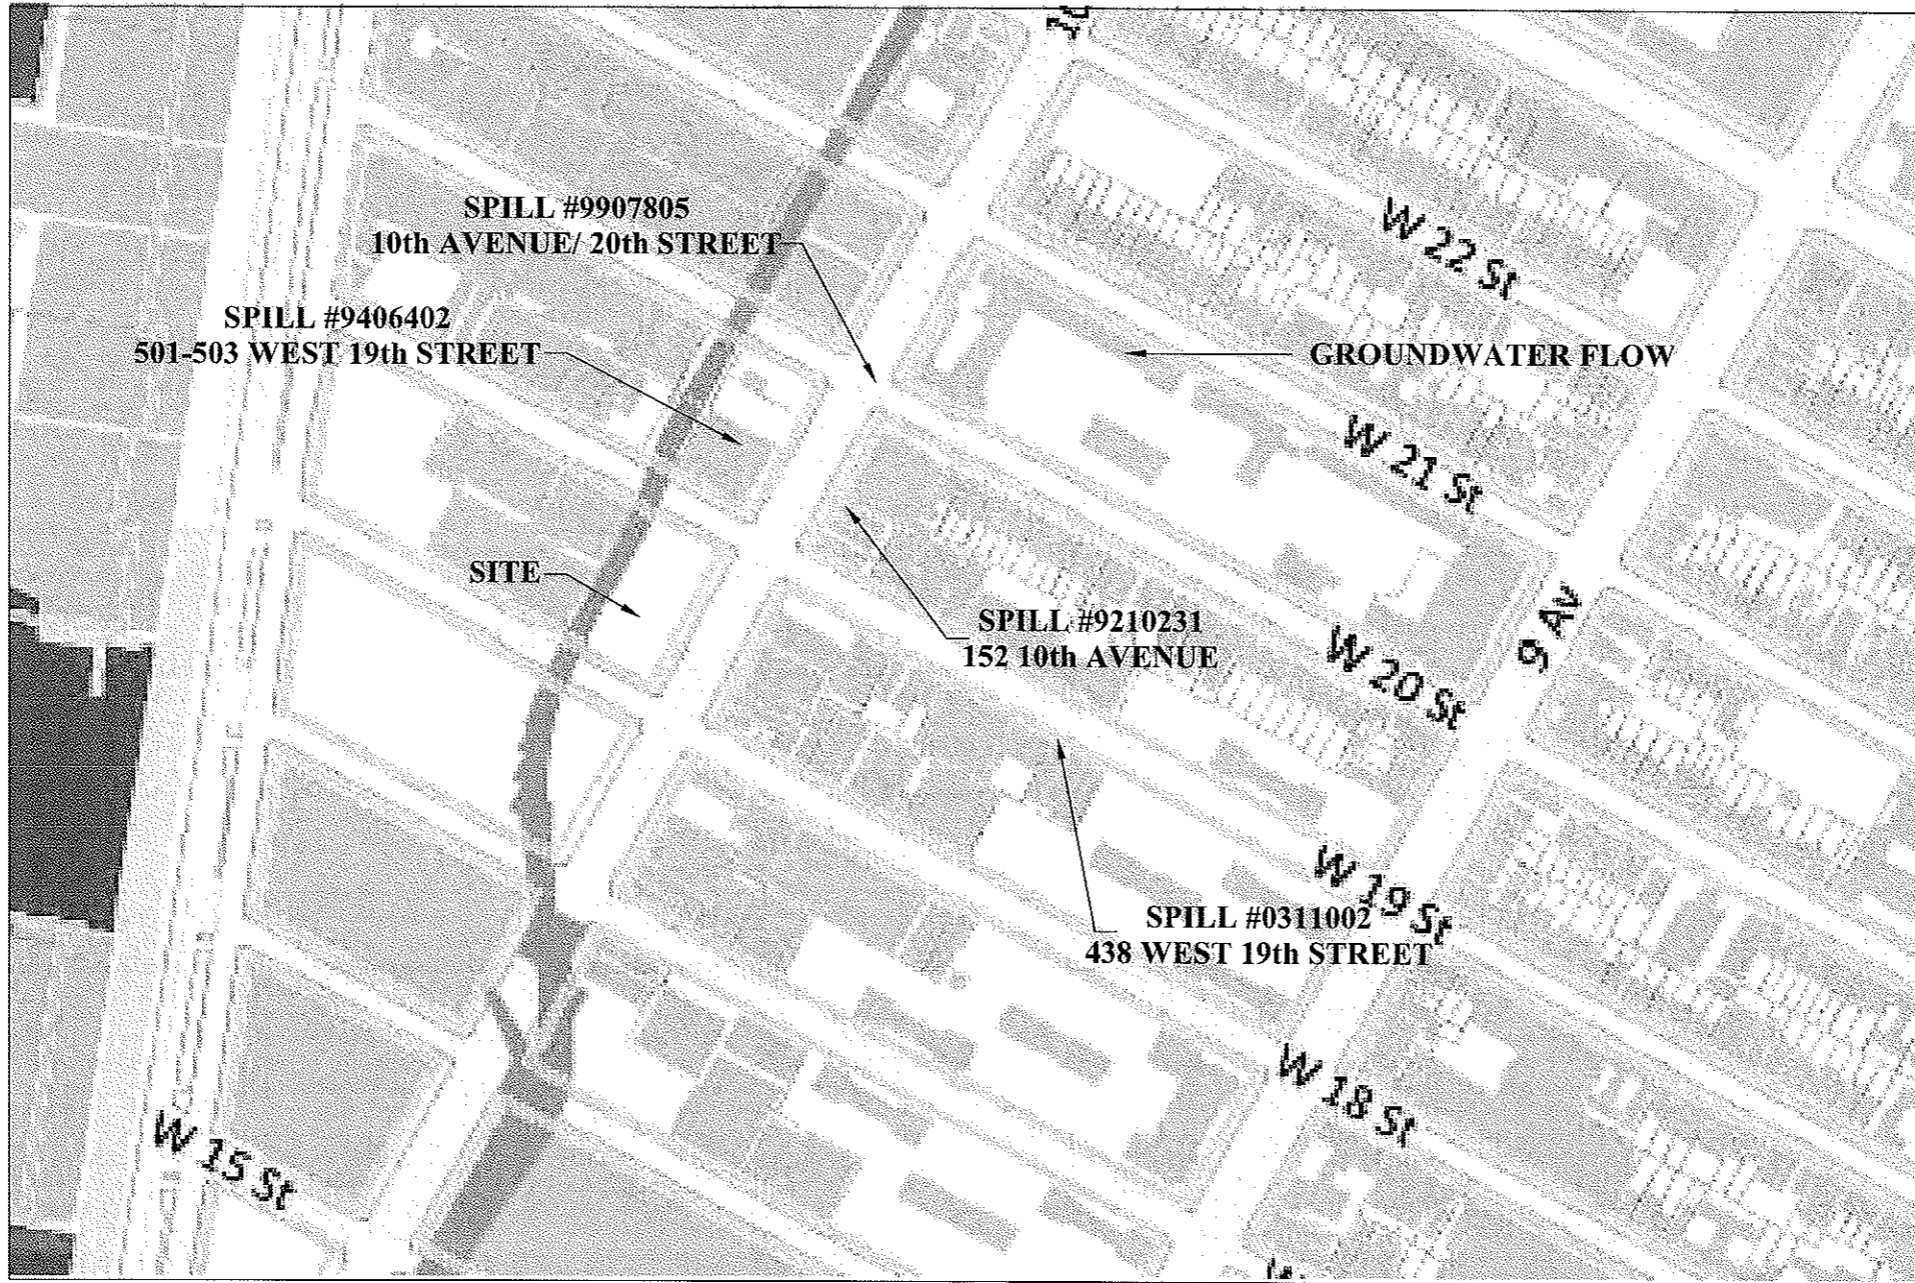 SPILL #9907805
10th AVENUE/ 20th STREET
W 22 St
SPILL #9406402
501-503 WEST 19th STREET
GROUNDWATER FLOW
W 21 St
SITE
SPILL #9210231
152 10th AVENUE
9 Av
W 20 St
SPILL #0311002
438 WEST 19th STREET
W 19 St
W 18 St
W 15 St